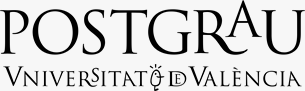 POSTGRAU
VNIVERSITAT DE VALÈNCIA